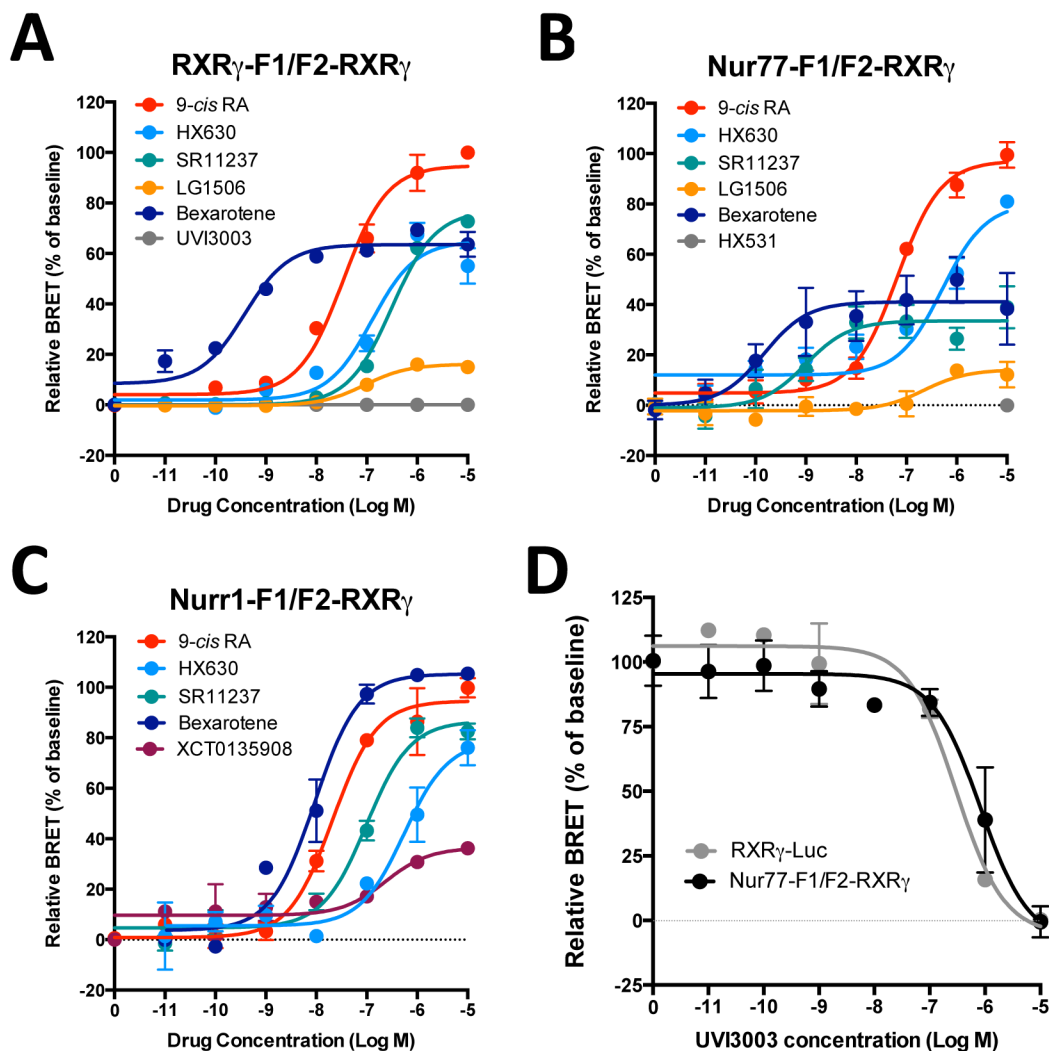 A
RXRγ-F1/F2-RXRγ
Relative BRET (% of baseline)
120
100
80
60
40
20
0
-20
9-cis RA
HX630
SR11237
LG1506
Bexarotene
UVI3003
0 -11 -10 -9 -8 -7 -6 -5
Drug Concentration (Log M)
B
Nur77-F1/F2-RXRγ
Relative BRET (% of baseline)
120
100
80
60
40
20
0
-20
9-cis RA
HX630
SR11237
LG1506
Bexarotene
HX531
0 -11 -10 -9 -8 -7 -6 -5
Drug Concentration (Log M)
C
Nurr1-F1/F2-RXRγ
Relative BRET (% of baseline)
120
100
80
60
40
20
0
-20
9-cis RA
HX630
SR11237
Bexarotene
XCT0135908
0 -11 -10 -9 -8 -7 -6 -5
Drug Concentration (Log M)
D
Relative BRET (% of baseline)
125
100
75
50
25
0
-25
RXRγ-Luc
Nur77-F1/F2-RXRγ
0 -11 -10 -9 -8 -7 -6 -5
UVI3003 concentration (Log M)